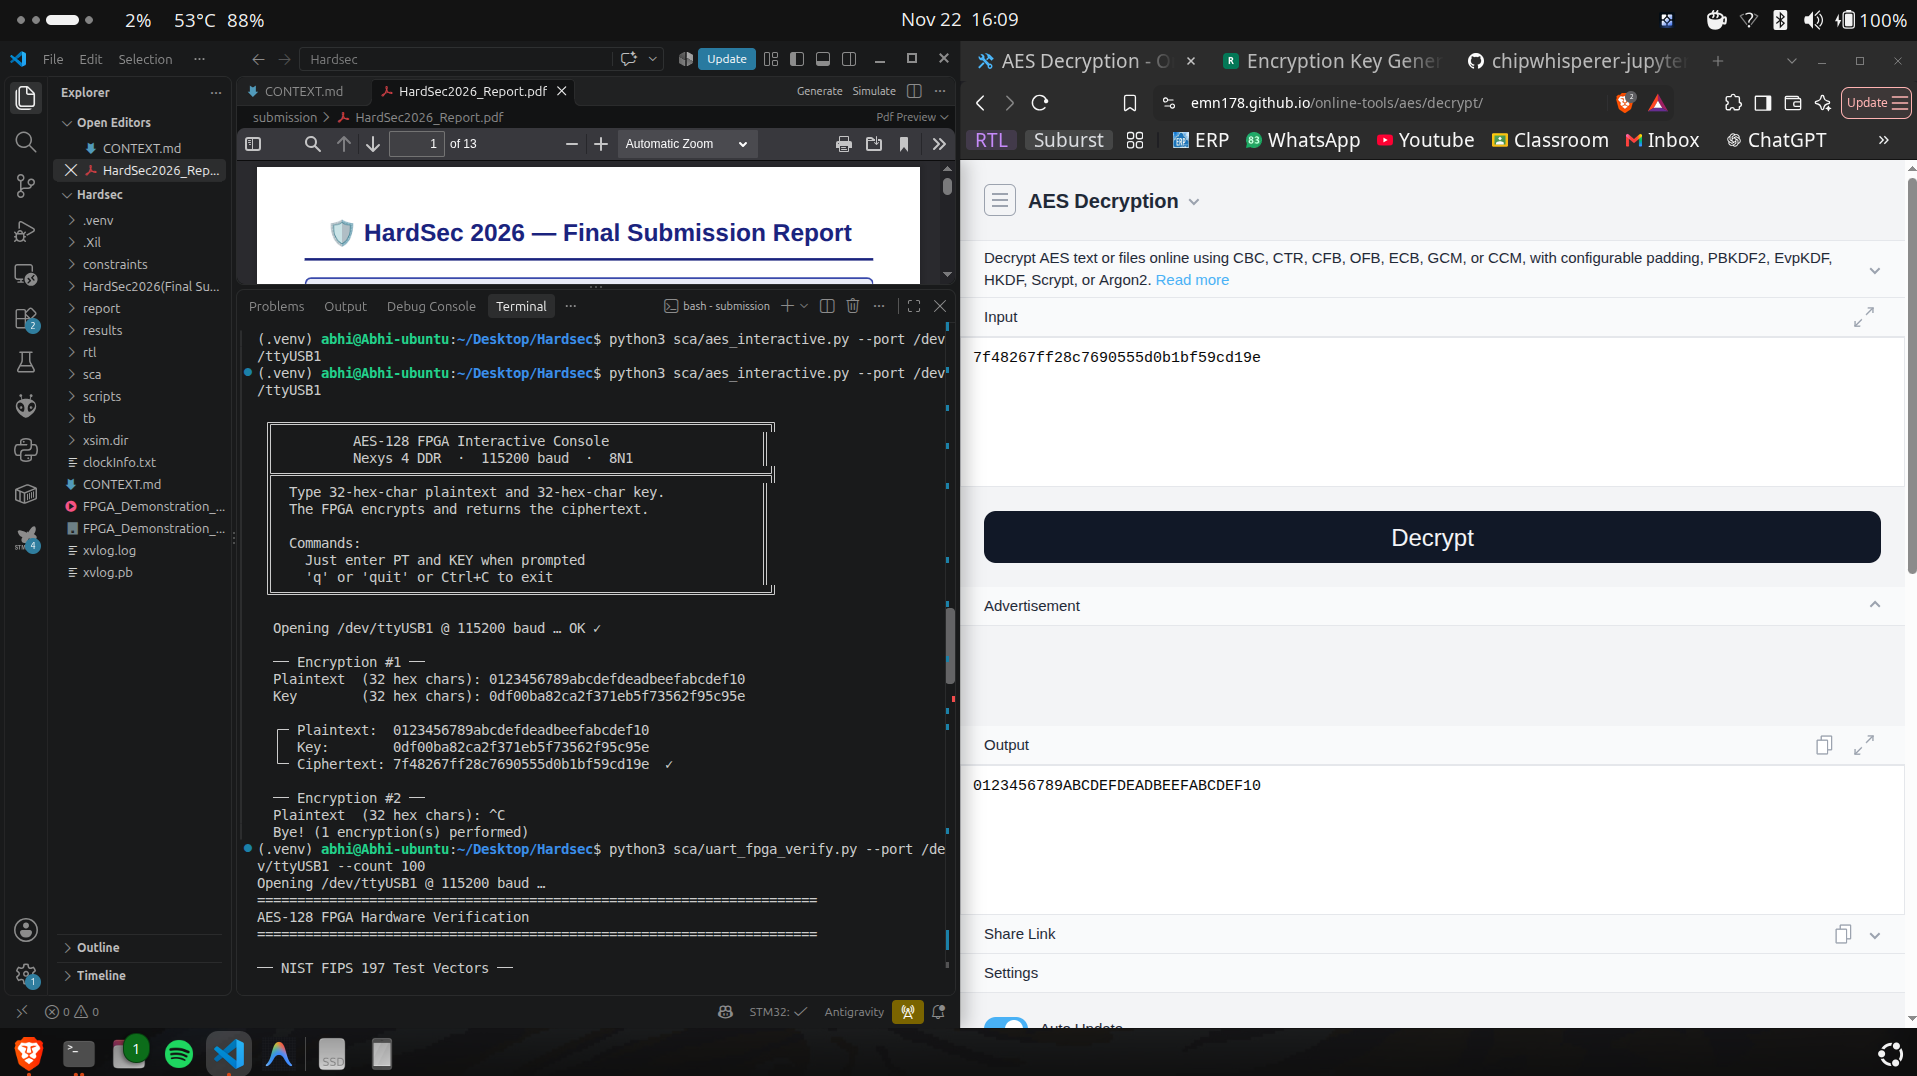 2% 53°C 88%
Nov 22 16:09
100%
File Edit Selection ···
Hardsec
Update
Explorer
Open Editors
CONTEXT.md
HardSec2026_Rep...
Hardsec
.venv
.Xil
constraints
HardSec2026(Final Su...
report
results
rtl
sca
scripts
tb
xsim.dir
clockInfo.txt
CONTEXT.md
FPGA_Demonstration_...
FPGA_Demonstration_...
xvlog.log
xvlog.pb
Outline
Timeline
2
STM
4
1
CONTEXT.md
HardSec2026_Report.pdf
Generate Simulate
submission > HardSec2026_Report.pdf
Pdf Preview
1 of 13
Automatic Zoom
HardSec 2026 — Final Submission Report
Problems Output Debug Console Terminal ···
bash - submission
(.venv) abhi@Abhi-ubuntu:~/Desktop/Hardsec$ python3 sca/aes_interactive.py --port /dev
/ttyUSB1
(.venv) abhi@Abhi-ubuntu:~/Desktop/Hardsec$ python3 sca/aes_interactive.py --port /dev
/ttyUSB1
AES-128 FPGA Interactive Console
Nexys 4 DDR · 115200 baud · 8N1
Type 32-hex-char plaintext and 32-hex-char key.
The FPGA encrypts and returns the ciphertext.
Commands:
Just enter PT and KEY when prompted
'q' or 'quit' or Ctrl+C to exit
Opening /dev/ttyUSB1 @ 115200 baud … OK ✓
── Encryption #1 ──
Plaintext (32 hex chars): 0123456789abcdefdeadbeefabcdef10
Key (32 hex chars): 0df00ba82ca2f371eb5f73562f95c95e
Plaintext: 0123456789abcdefdeadbeefabcdef10
Key: 0df00ba82ca2f371eb5f73562f95c95e
Ciphertext: 7f48267ff28c7690555d0b1bf59cd19e ✓
── Encryption #2 ──
Plaintext (32 hex chars): ^C
Bye! (1 encryption(s) performed)
(.venv) abhi@Abhi-ubuntu:~/Desktop/Hardsec$ python3 sca/uart_fpga_verify.py --port /de
v/ttyUSB1 --count 100
Opening /dev/ttyUSB1 @ 115200 baud …
======================================================================
AES-128 FPGA Hardware Verification
======================================================================
── NIST FIPS 197 Test Vectors ──
0 0
STM32: ✓ Antigravity
AES Decryption - O
Encryption Key Gener
chipwhisperer-jupyte
emn178.github.io/online-tools/aes/decrypt/
2
Update
RTL Suburst ERP 83 WhatsApp Youtube Classroom Inbox ChatGPT »
AES Decryption
Decrypt AES text or files online using CBC, CTR, CFB, OFB, ECB, GCM, or CCM, with configurable padding, PBKDF2, EvpKDF,
HKDF, Scrypt, or Argon2. Read more
Input
7f48267ff28c7690555d0b1bf59cd19e
Decrypt
Advertisement
Output
0123456789ABCDEFDEADBEEFABCDEF10
Share Link
Settings
Auto Update
1
SSD